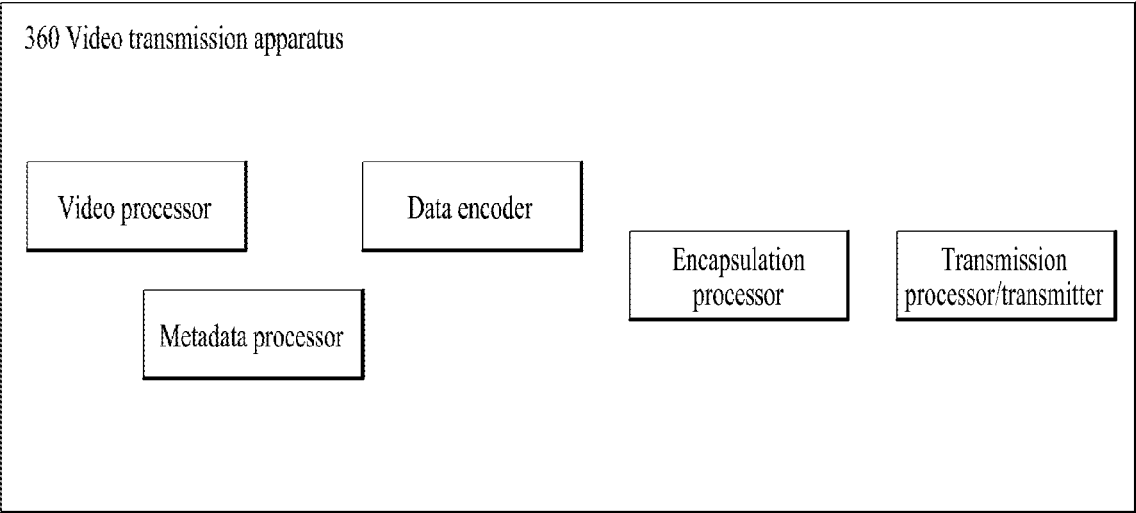 360 Video transmission apparatus
Video processor
Data encoder
Encapsulation
processor
Transmission
processor/transmitter
Metadata processor